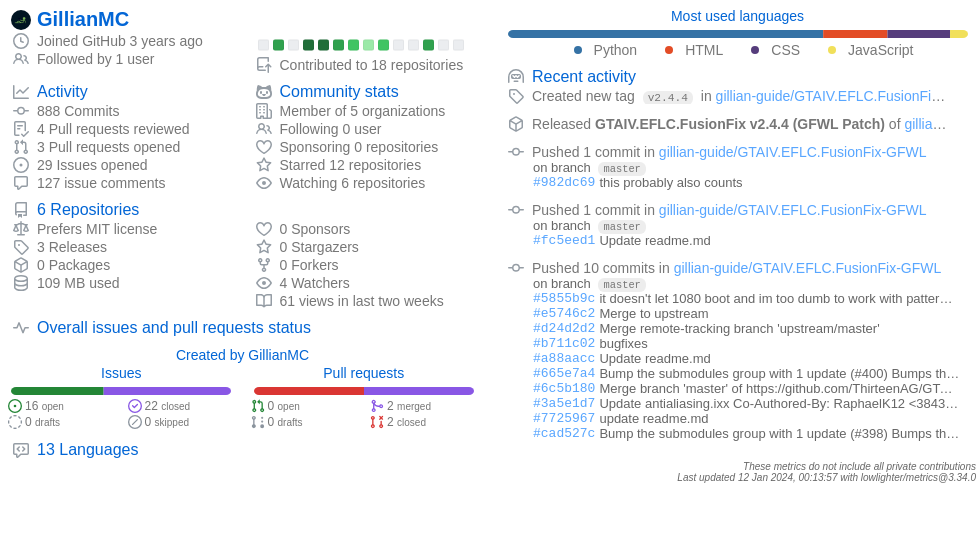 GillianMC
Joined GitHub 3 years ago
Followed by 1 user
Contributed to 18 repositories
Activity
888 Commits
4 Pull requests reviewed
3 Pull requests opened
29 Issues opened
127 issue comments
Community stats
Member of 5 organizations
Following 0 user
Sponsoring 0 repositories
Starred 12 repositories
Watching 6 repositories
6 Repositories
Prefers MIT license
3 Releases
0 Packages
109 MB used
0 Sponsors
0 Stargazers
0 Forkers
4 Watchers
61 views in last two weeks
Overall issues and pull requests status
Created by GillianMC
Issues
16 open
22 closed
0 drafts
0 skipped
Pull requests
0 open
2 merged
0 drafts
2 closed
13 Languages
Most used languages
Python HTML CSS JavaScript
Recent activity
Created new tag v2.4.4 in gillian-guide/GTAIV.EFLC.FusionFi…
Released GTAIV.EFLC.FusionFix v2.4.4 (GFWL Patch) of gillia…
Pushed 1 commit in gillian-guide/GTAIV.EFLC.FusionFix-GFWL
on branch master
#982dc69 this probably also counts
Pushed 1 commit in gillian-guide/GTAIV.EFLC.FusionFix-GFWL
on branch master
#fc5eed1 Update readme.md
Pushed 10 commits in gillian-guide/GTAIV.EFLC.FusionFix-GFWL
on branch master
#5855b9c it doesn't let 1080 boot and im too dumb to work with patter…
#e5746c2 Merge to upstream
#d24d2d2 Merge remote-tracking branch 'upstream/master'
#b711c02 bugfixes
#a88aacc Update readme.md
#665e7a4 Bump the submodules group with 1 update (#400) Bumps th…
#6c5b180 Merge branch 'master' of https://github.com/ThirteenAG/GT…
#3a5e1d7 Update antialiasing.ixx Co-Authored-By: RaphaelK12 <3843…
#7725967 update readme.md
#cad527c Bump the submodules group with 1 update (#398) Bumps th…
These metrics do not include all private contributions
Last updated 12 Jan 2024, 00:13:57 with lowlighter/metrics@3.34.0